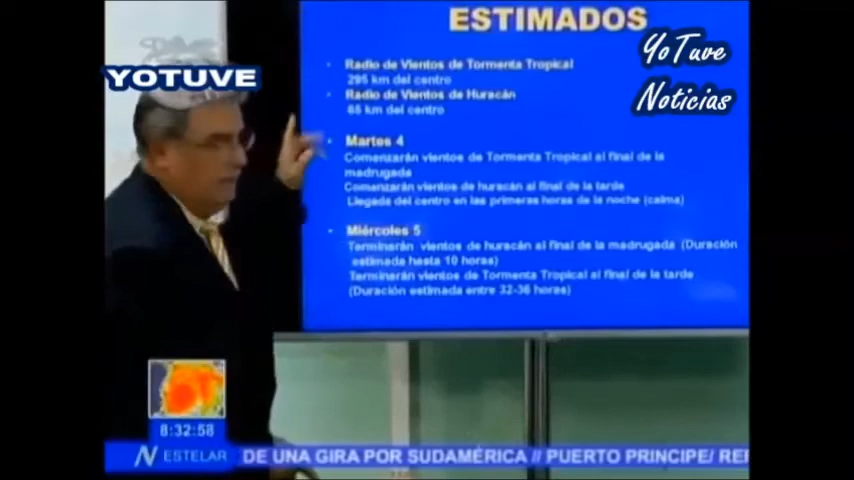 ESTIMADOS
YoTuve
Noticias
YOTUVE
Radio de Vientos de Tormenta Tropical
295 km del centro
Radio de Vientos de Huracán
65 km del centro
Martes 4
Comenzarán vientos de Tormenta Tropical al final de la
madrugada
Comenzarán vientos de huracán al final de la tarde
Llegada del centro en las primeras horas de la noche (calma)
Miércoles 5
Terminarán vientos de huracán al final de la madrugada (Duración
estimada hasta 10 horas)
Terminarán vientos de Tormenta Tropical al final de la tarde
(Duración estimada entre 32-36 horas)
8:32:58
N ESTELAR
DE UNA GIRA POR SUDAMÉRICA // PUERTO PRINCIPE/ REP